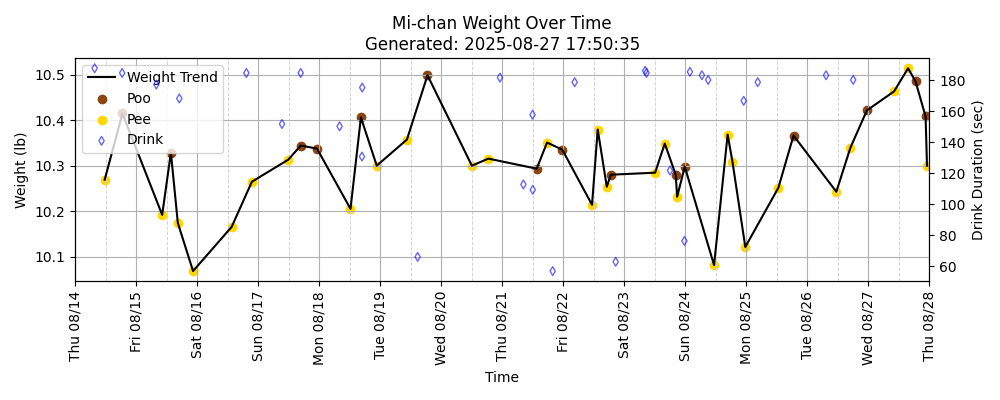 Mi-chan Weight Over Time
Generated: 2025-08-27 17:50:35
Weight Trend
Poo
Pee
Drink
Weight (lb)
10.5
10.4
10.3
10.2
10.1
Drink Duration (sec)
180
160
140
120
100
80
60
Thu 08/14
Fri 08/15
Sat 08/16
Sun 08/17
Mon 08/18
Tue 08/19
Wed 08/20
Thu 08/21
Fri 08/22
Sat 08/23
Sun 08/24
Mon 08/25
Tue 08/26
Wed 08/27
Thu 08/28
Time